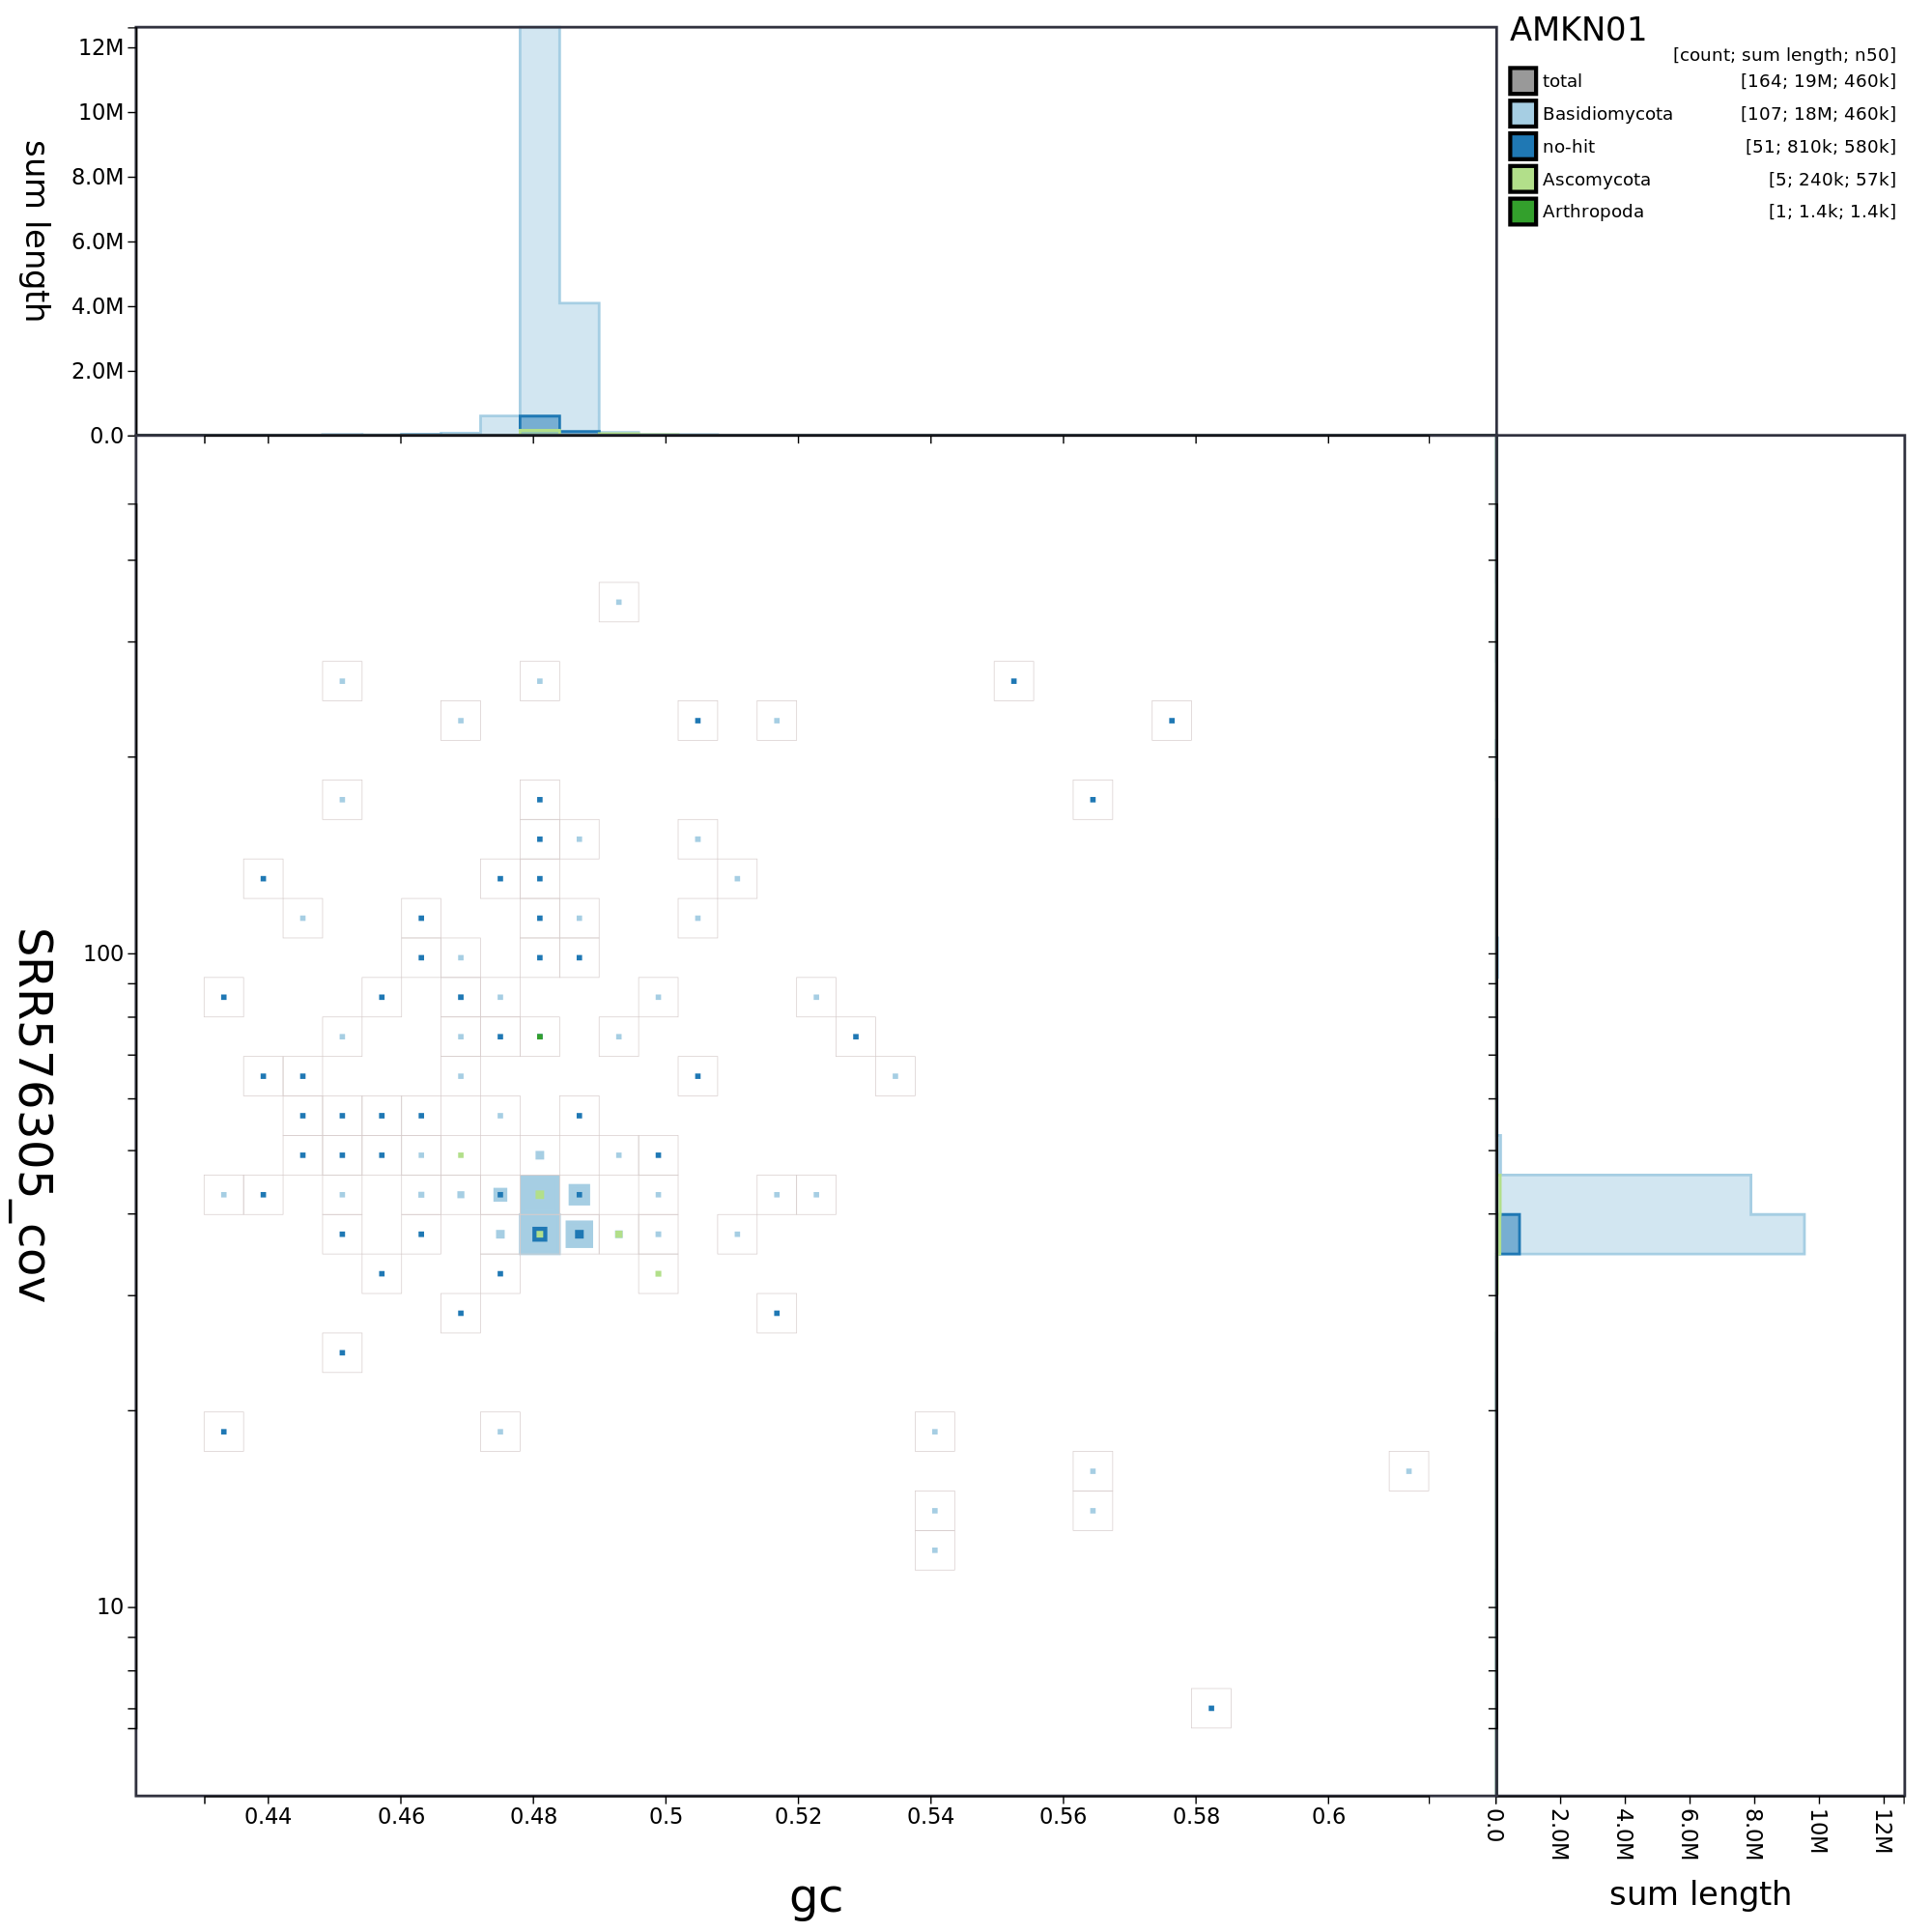 AMKN01
[count; sum length; n50]
total [164; 19M; 460k]
Basidiomycota [107; 18M; 460k]
no-hit [51; 810k; 580k]
Ascomycota [5; 240k; 57k]
Arthropoda [1; 1.4k; 1.4k]
sum length
12M
10M
8.0M
6.0M
4.0M
2.0M
0.0
SRR576305_cov
100
10
0.44 0.46 0.48 0.5 0.52 0.54 0.56 0.58 0.6
gc
0.0 2.0M 4.0M 6.0M 8.0M 10M 12M
sum length